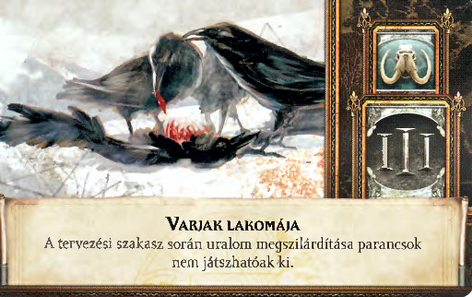 Varjak lakomája
A tervezési szakasz során uralom megszilárdítása parancsok
nem játszhatóak ki.